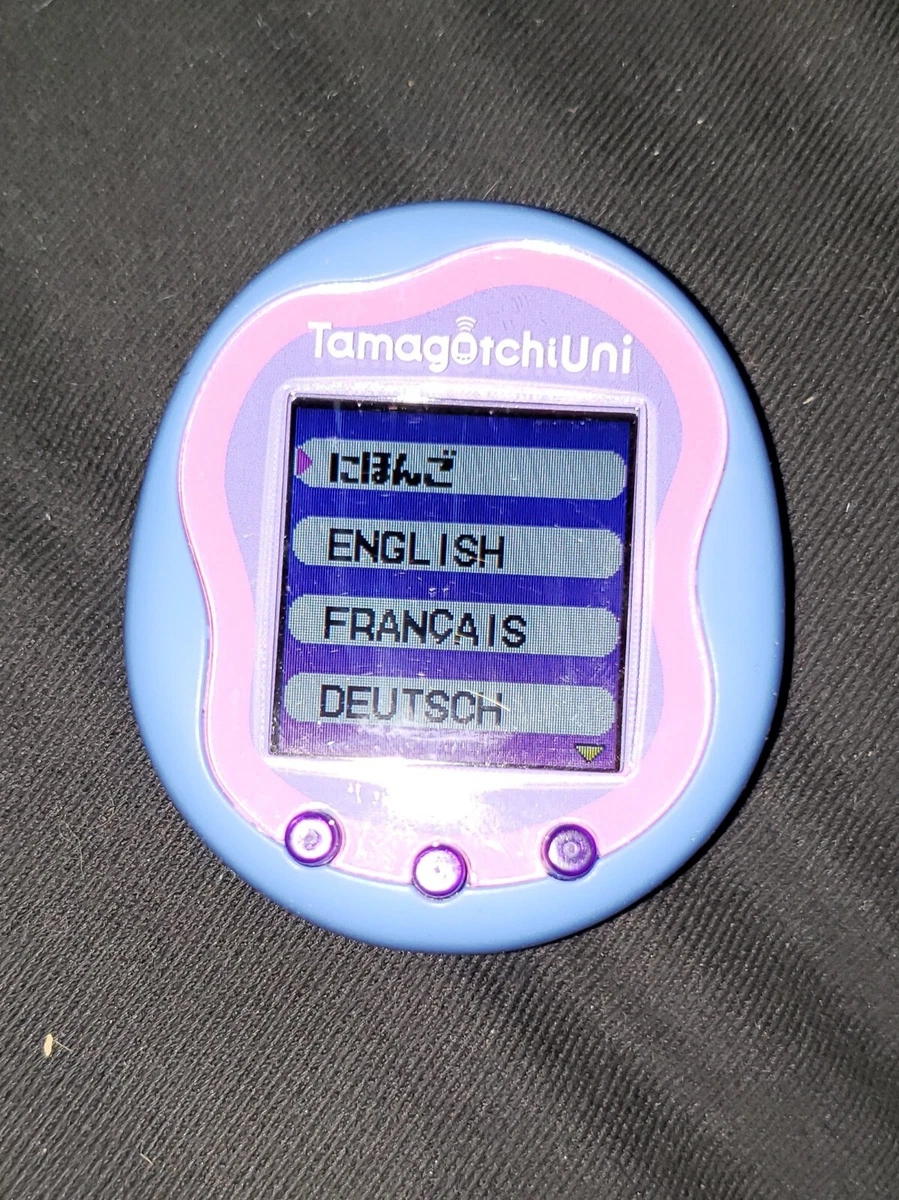 TamagotchiUni
にほんご
ENGLISH
FRANÇAIS
DEUTSCH